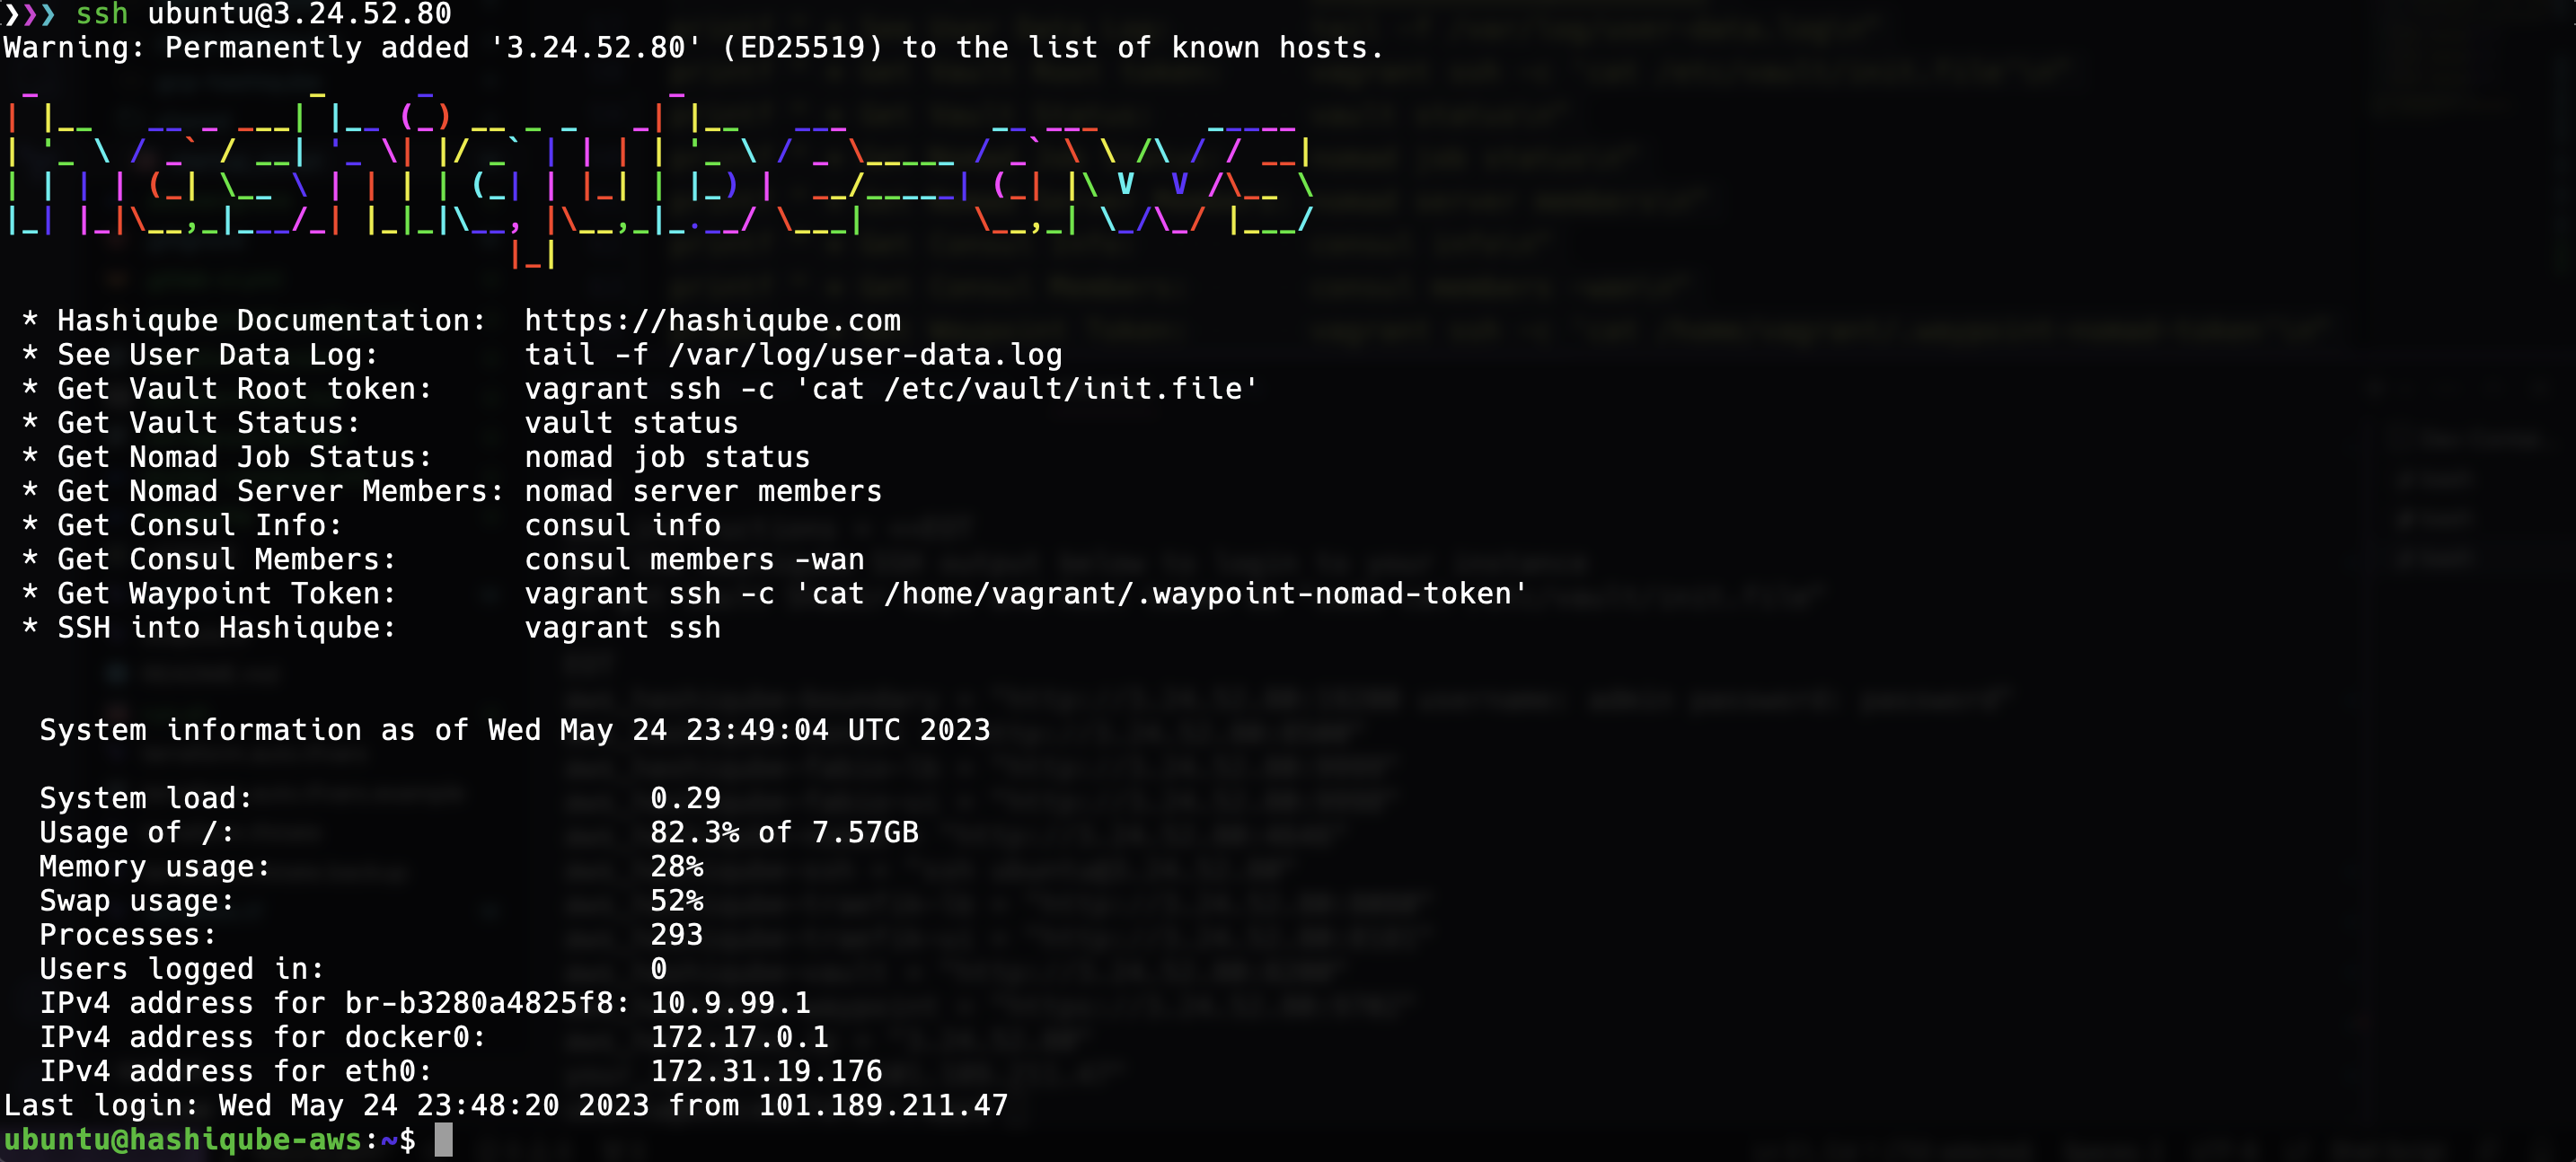 ❯❯❯ ssh ubuntu@3.24.52.80
Warning: Permanently added '3.24.52.80' (ED25519) to the list of known hosts.
hashiqube-aws
* Hashiqube Documentation: https://hashiqube.com
* See User Data Log: tail -f /var/log/user-data.log
* Get Vault Root token: vagrant ssh -c 'cat /etc/vault/init.file'
* Get Vault Status: vault status
* Get Nomad Job Status: nomad job status
* Get Nomad Server Members: nomad server members
* Get Consul Info: consul info
* Get Consul Members: consul members -wan
* Get Waypoint Token: vagrant ssh -c 'cat /home/vagrant/.waypoint-nomad-token'
* SSH into Hashiqube: vagrant ssh
System information as of Wed May 24 23:49:04 UTC 2023
System load: 0.29
Usage of /: 82.3% of 7.57GB
Memory usage: 28%
Swap usage: 52%
Processes: 293
Users logged in: 0
IPv4 address for br-b3280a4825f8: 10.9.99.1
IPv4 address for docker0: 172.17.0.1
IPv4 address for eth0: 172.31.19.176
Last login: Wed May 24 23:48:20 2023 from 101.189.211.47
ubuntu@hashiqube-aws:~$